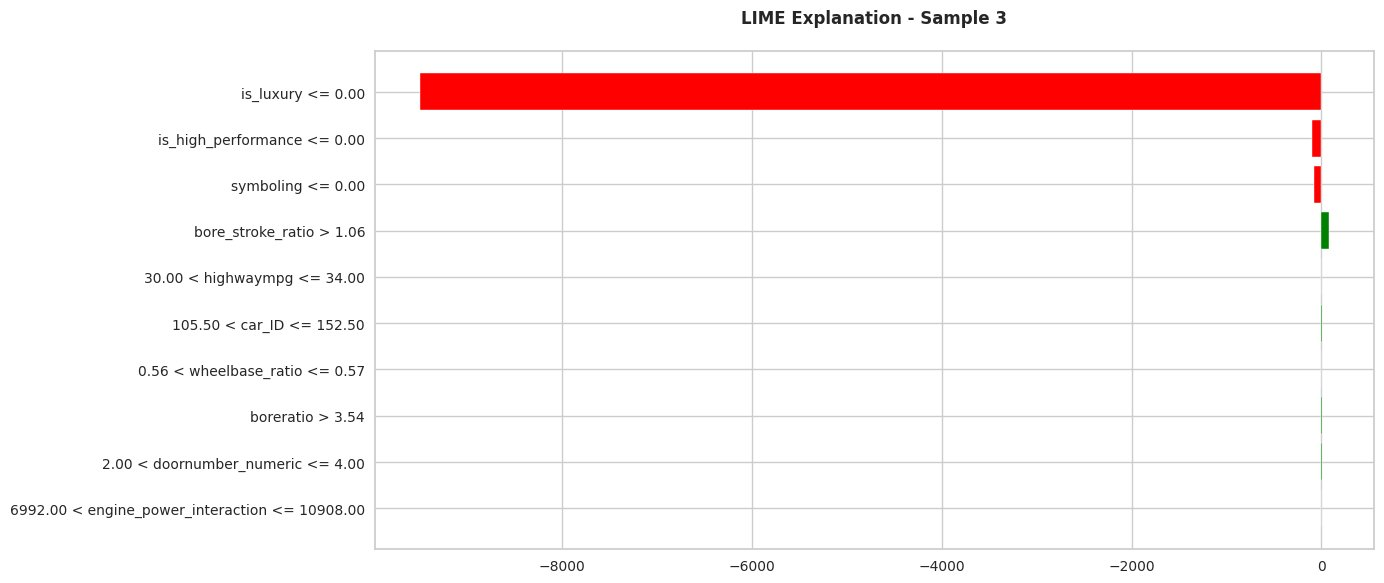 LIME Explanation - Sample 3
is_luxury <= 0.00
is_high_performance <= 0.00
symboling <= 0.00
bore_stroke_ratio > 1.06
30.00 < highwaympg <= 34.00
105.50 < car_ID <= 152.50
0.56 < wheelbase_ratio <= 0.57
boreratio > 3.54
2.00 < doornumber_numeric <= 4.00
6992.00 < engine_power_interaction <= 10908.00
−8000 −6000 −4000 −2000 0